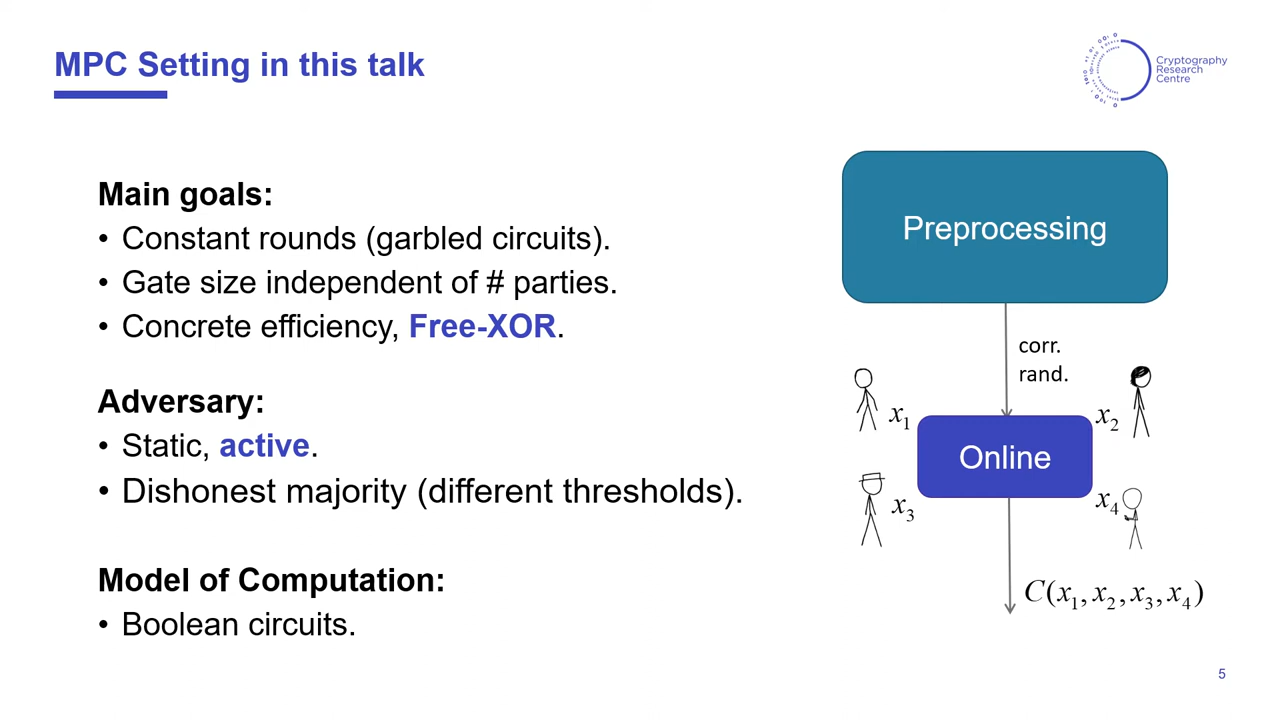 MPC Setting in this talk
Cryptography
Research
Centre
Main goals:
• Constant rounds (garbled circuits).
• Gate size independent of # parties.
• Concrete efficiency, Free-XOR.
Adversary:
• Static, active.
• Dishonest majority (different thresholds).
Model of Computation:
• Boolean circuits.
Preprocessing
corr.
rand.
x1
x2
Online
x3
x4
C(x1, x2, x3, x4)
5